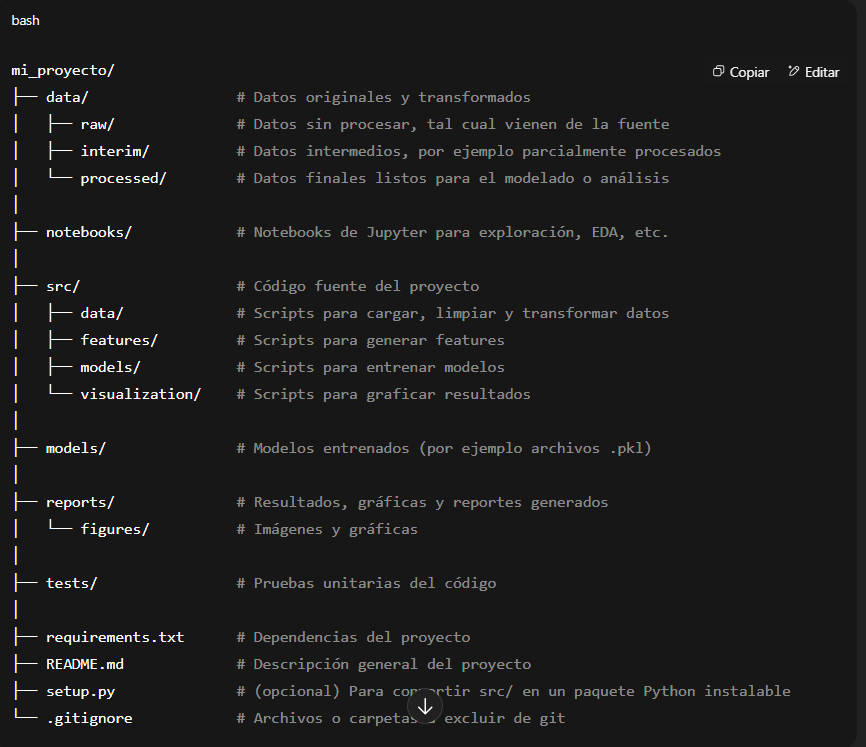 bash
mi_proyecto/
Copiar Editar
├── data/ # Datos originales y transformados
│   ├── raw/ # Datos sin procesar, tal cual vienen de la fuente
│   ├── interim/ # Datos intermedios, por ejemplo parcialmente procesados
│   └── processed/ # Datos finales listos para el modelado o análisis
│
├── notebooks/ # Notebooks de Jupyter para exploración, EDA, etc.
│
├── src/ # Código fuente del proyecto
│   ├── data/ # Scripts para cargar, limpiar y transformar datos
│   ├── features/ # Scripts para generar features
│   ├── models/ # Scripts para entrenar modelos
│   └── visualization/ # Scripts para graficar resultados
│
├── models/ # Modelos entrenados (por ejemplo archivos .pkl)
│
├── reports/ # Resultados, gráficas y reportes generados
│   └── figures/ # Imágenes y gráficas
│
├── tests/ # Pruebas unitarias del código
│
├── requirements.txt # Dependencias del proyecto
├── README.md # Descripción general del proyecto
├── setup.py # (opcional) Para convertir src/ en un paquete Python instalable
└── .gitignore # Archivos o carpetas excluir de git